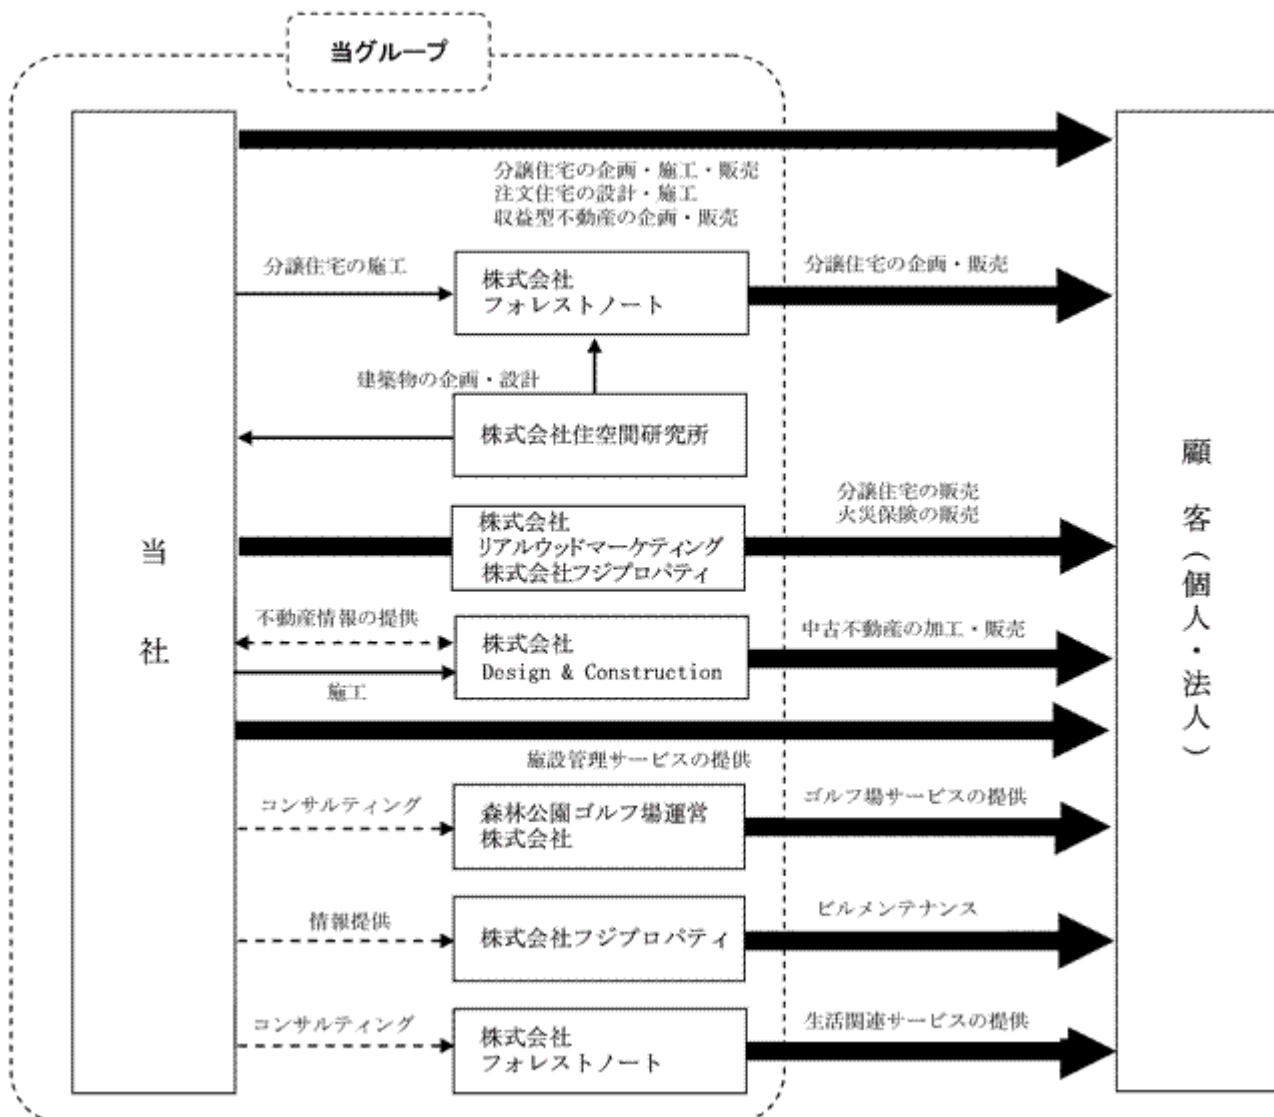 当グループ
当社
分譲住宅の企画・施工・販売
注文住宅の設計・施工
収益型不動産の企画・販売
分譲住宅の施工
株式会社
フォレストノート
分譲住宅の企画・販売
建築物の企画・設計
株式会社住空間研究所
株式会社
リアルウッドマーケティング
株式会社フジプロパティ
分譲住宅の販売
火災保険の販売
不動産情報の提供
施工
株式会社
Design & Construction
中古不動産の加工・販売
施設管理サービスの提供
コンサルティング
森林公園ゴルフ場運営
株式会社
ゴルフ場サービスの提供
情報提供
株式会社フジプロパティ
ビルメンテナンス
コンサルティング
株式会社
フォレストノート
生活関連サービスの提供
顧客(個人・法人)